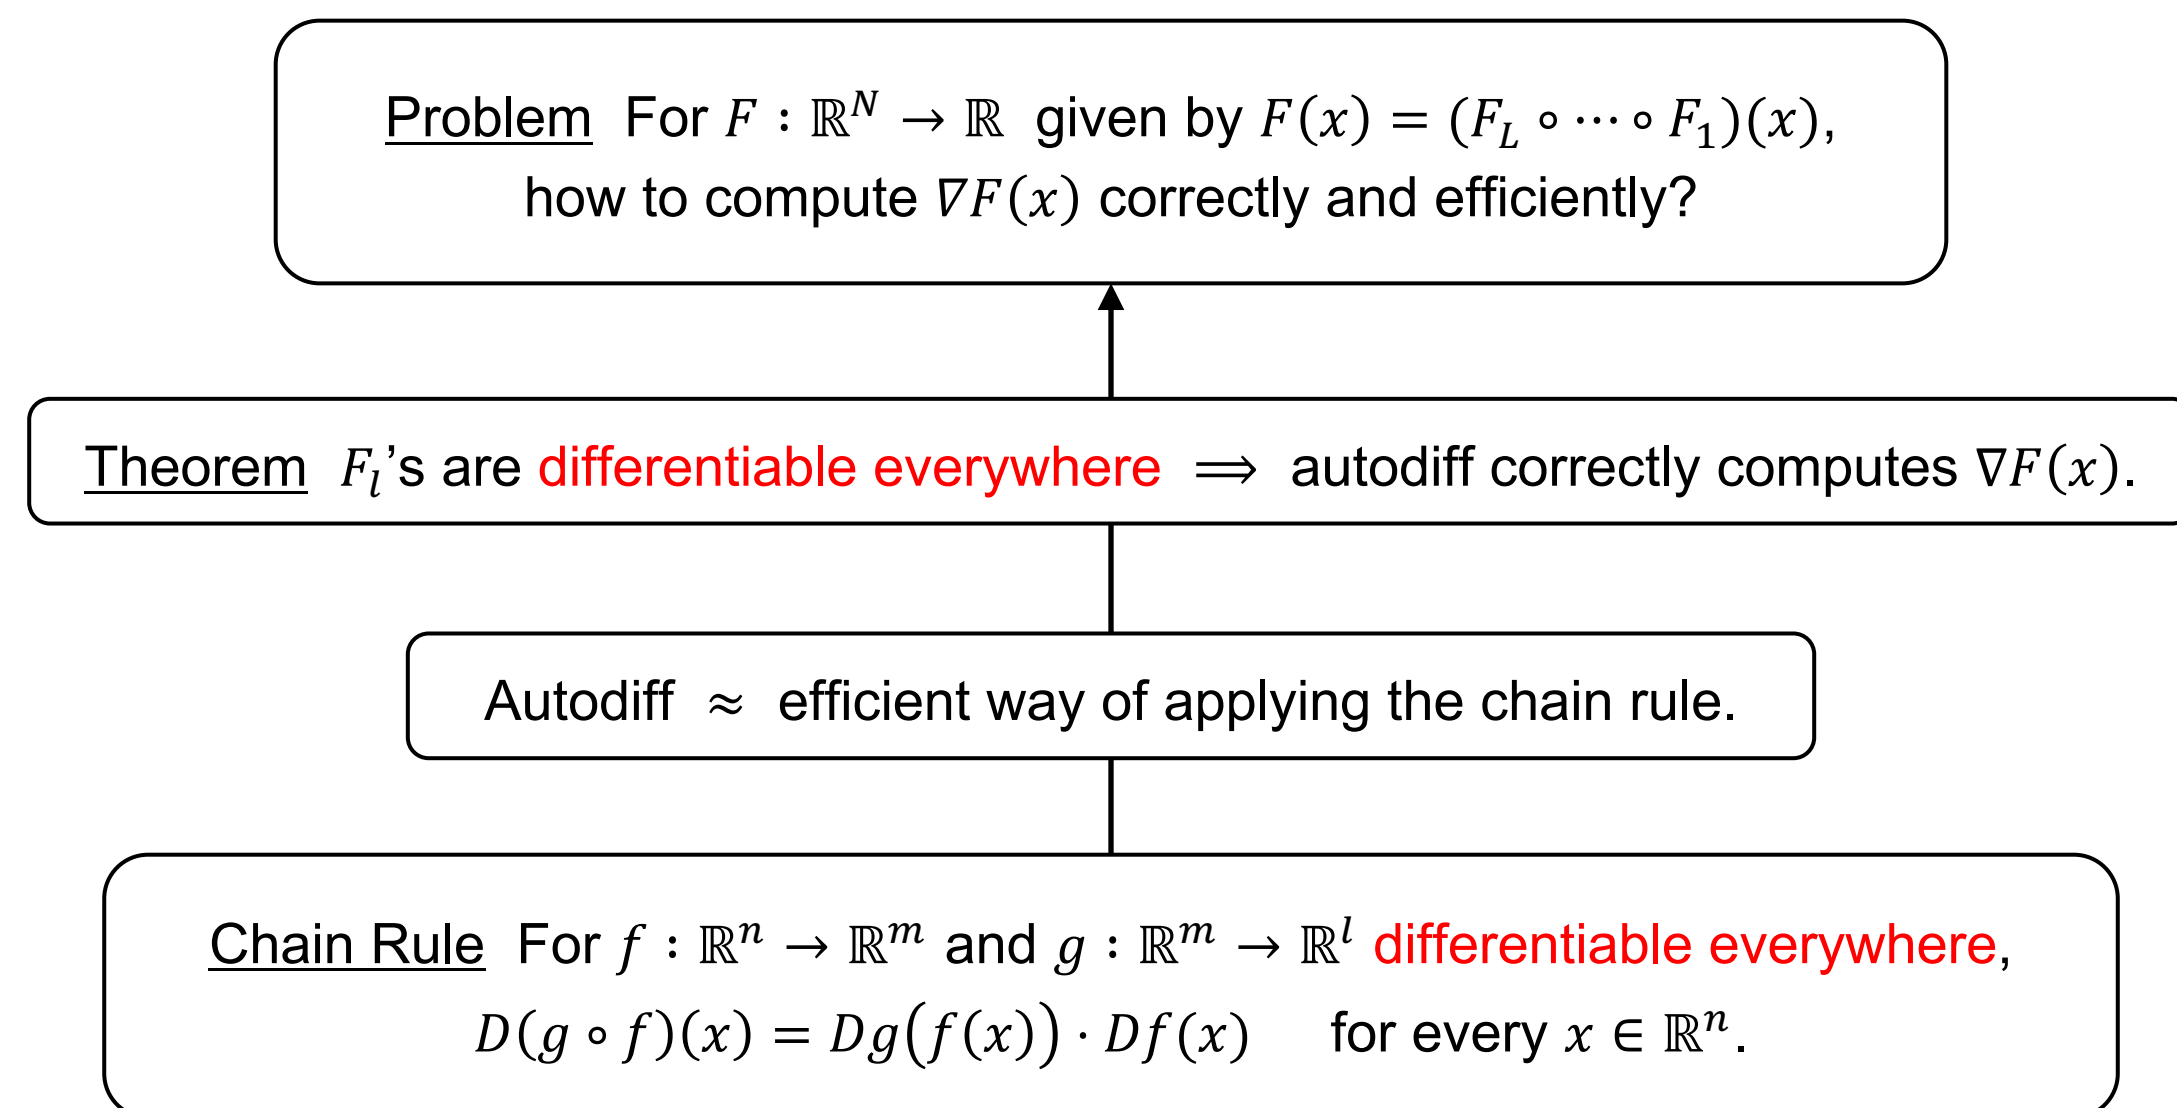 Problem For 𝐹 : ℝ^𝑁 → ℝ given by 𝐹(𝑥) = (𝐹_𝐿 ∘ ⋯ ∘ 𝐹_1)(𝑥),
how to compute ∇𝐹(𝑥) correctly and efficiently?
Theorem 𝐹_𝑙’s are differentiable everywhere ⟹ autodiff correctly computes ∇𝐹(𝑥).
Autodiff ≈ efficient way of applying the chain rule.
Chain Rule For 𝑓 : ℝ^𝑛 → ℝ^𝑚 and 𝑔 : ℝ^𝑚 → ℝ^𝑙 differentiable everywhere,
𝐷(𝑔 ∘ 𝑓)(𝑥) = 𝐷𝑔(𝑓(𝑥)) · 𝐷𝑓(𝑥) for every 𝑥 ∈ ℝ^𝑛.